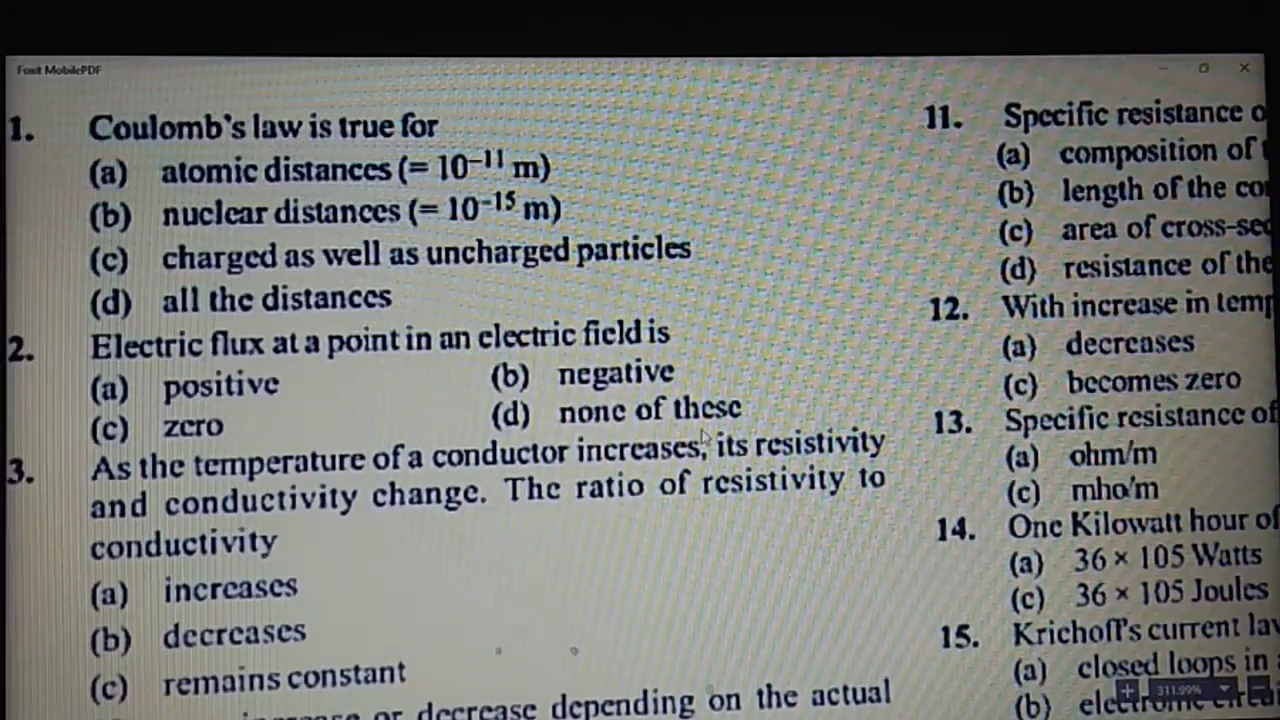 Foxit MobilePDF
1. Coulomb's law is true for
(a) atomic distances (= 10⁻¹¹ m)
(b) nuclear distances (= 10⁻¹⁵ m)
(c) charged as well as uncharged particles
(d) all the distances
2. Electric flux at a point in an electric field is
(a) positive (b) negative
(c) zero (d) none of these
3. As the temperature of a conductor increases, its resistivity
and conductivity change. The ratio of resistivity to
conductivity
(a) increases
(b) decreases
(c) remains constant
or decrease depending on the actual
11. Specific resistance o
(a) composition of
(b) length of the co
(c) area of cross-sec
(d) resistance of the
12. With increase in temp
(a) decreases
(c) becomes zero
13. Specific resistance of
(a) ohm/m
(c) mho/m
14. One Kilowatt hour of
(a) 36 × 105 Watts
(c) 36 × 105 Joules
15. Krichoff's current law
(a) closed loops in
(b)
311.99%